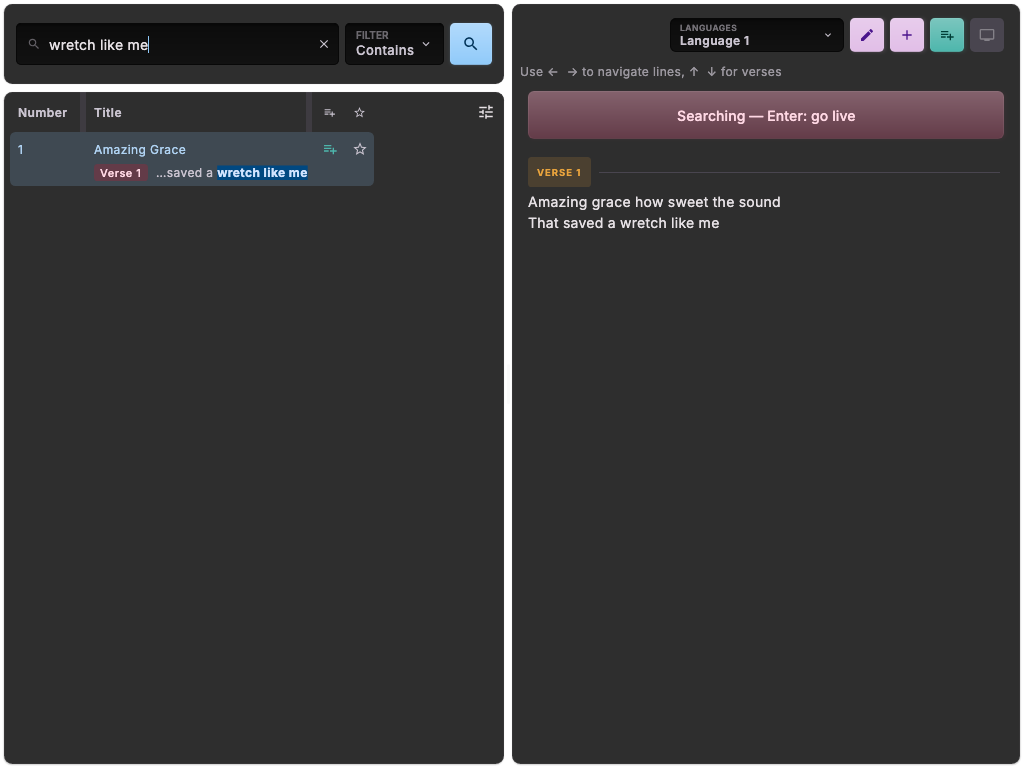 wretch like me
FILTER
Contains
Number Title
1 Amazing Grace
Verse 1 ...saved a wretch like me
LANGUAGES
Language 1
Use ← → to navigate lines, ↑ ↓ for verses
Searching — Enter: go live
VERSE 1
Amazing grace how sweet the sound
That saved a wretch like me